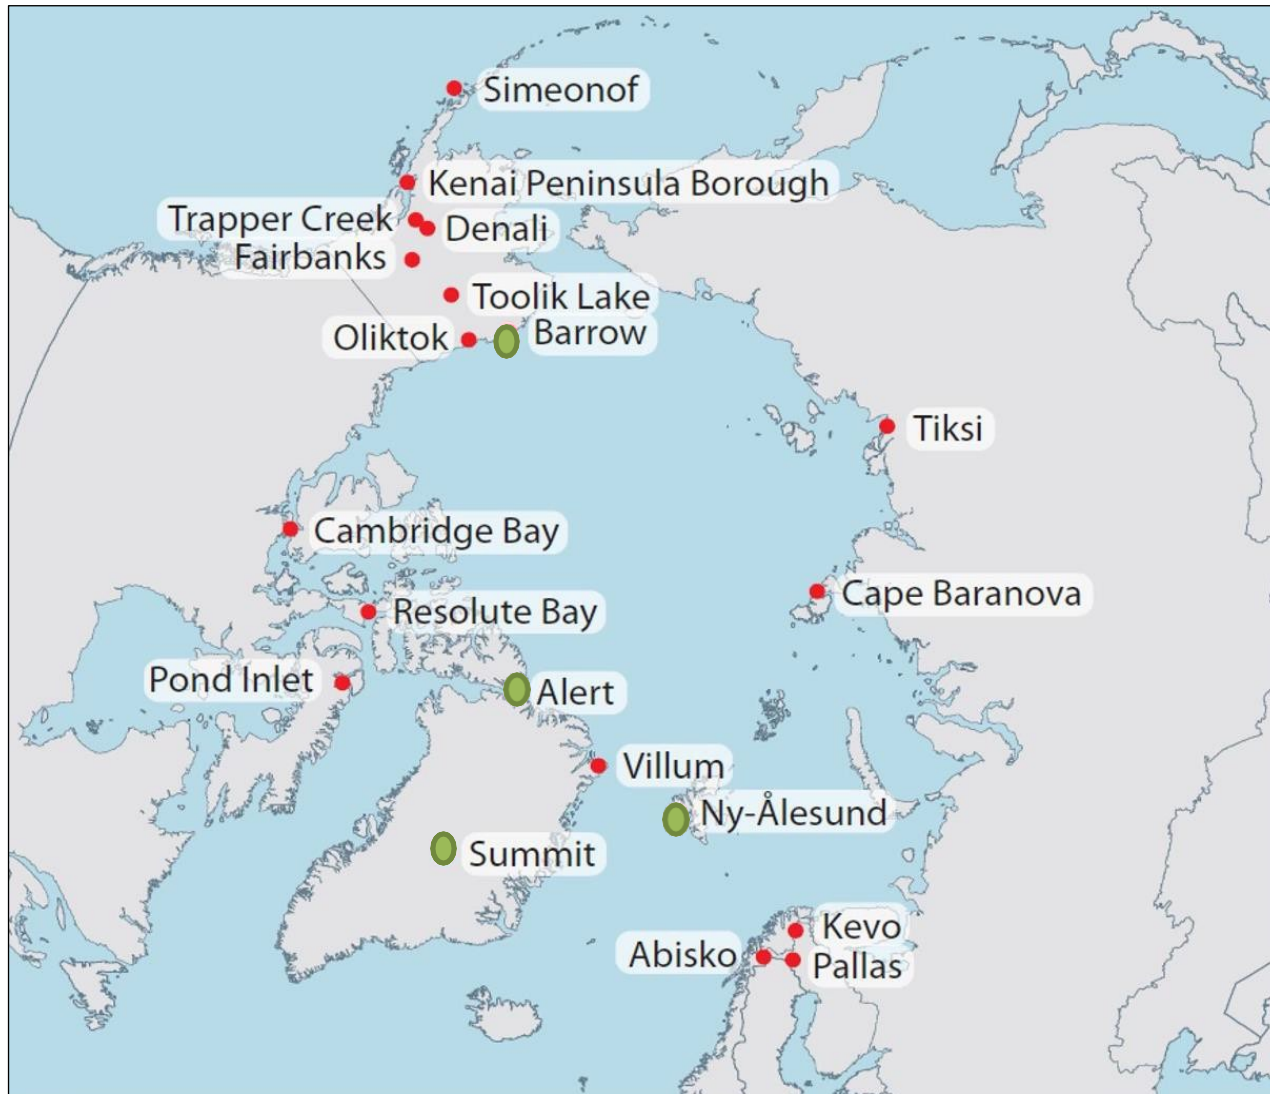 Simeonof
Kenai Peninsula Borough
Trapper Creek
Denali
Fairbanks
Toolik Lake
Oliktok
Barrow
Tiksi
Cambridge Bay
Cape Baranova
Resolute Bay
Pond Inlet
Alert
Villum
Ny-Ålesund
Summit
Kevo
Abisko
Pallas